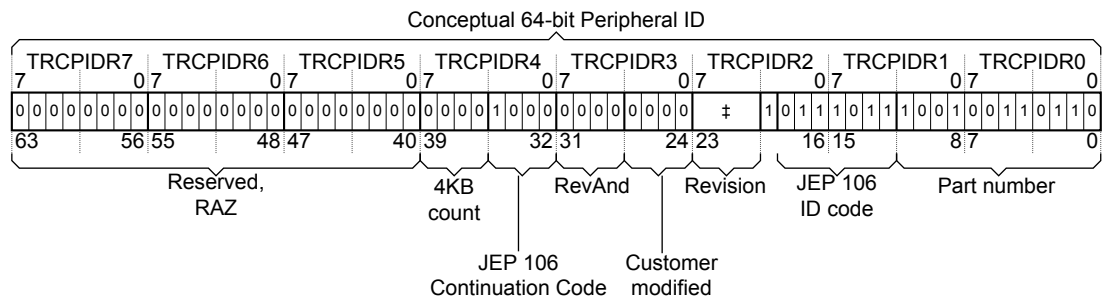 Conceptual 64-bit Peripheral ID
TRCPIDR7 TRCPIDR6 TRCPIDR5 TRCPIDR4 TRCPIDR3 TRCPIDR2 TRCPIDR1 TRCPIDR0
7 0 7 0 7 0 7 0 7 0 7 0 7 0 7 0
0 0 0 0 0 0 0 0 0 0 0 0 0 0 0 0 0 0 0 0 0 0 0 0 0 0 0 0 1 0 0 0 0 0 0 0 0 0 0 0 ‡ 1 0 1 1 1 0 1 1 1 0 0 1 0 0 1 1 0 1 1 0
63 56 55 48 47 40 39 32 31 24 23 16 15 8 7 0
Reserved, RAZ
4KB count
RevAnd
Revision
JEP 106 ID code
Part number
JEP 106 Continuation Code
Customer modified